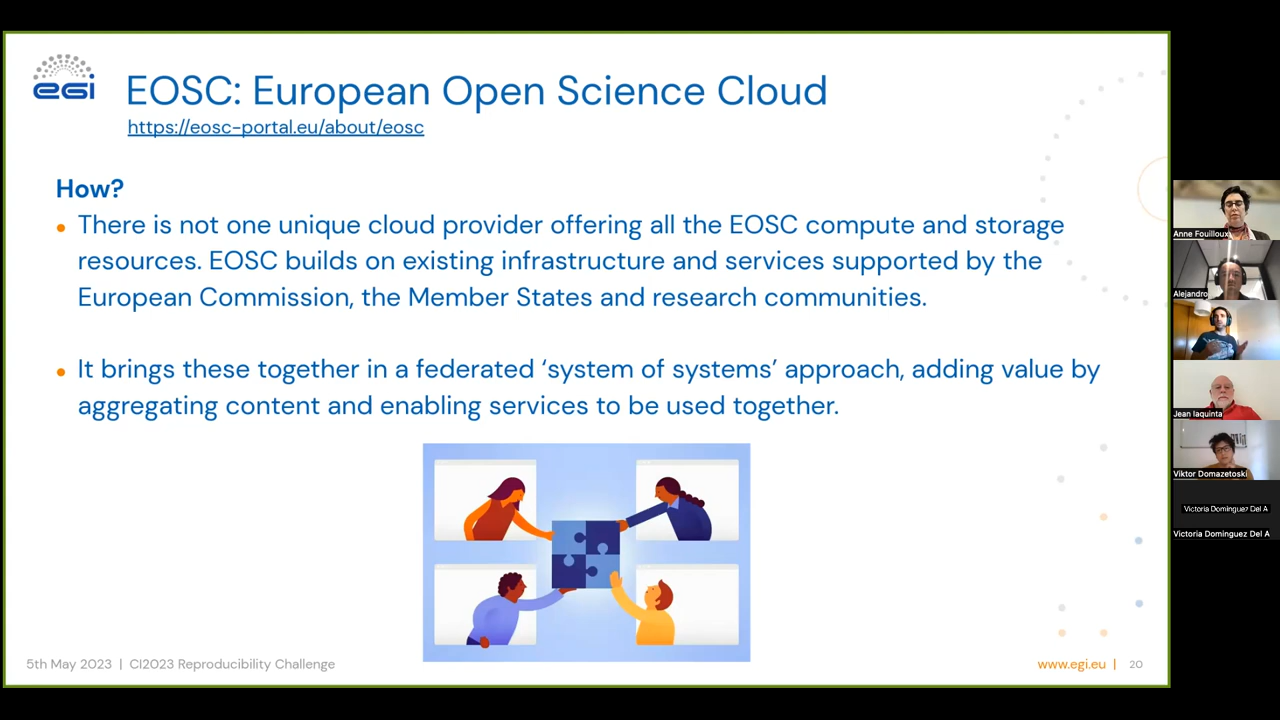 egi
EOSC: European Open Science Cloud
https://eosc-portal.eu/about/eosc
How?
• There is not one unique cloud provider offering all the EOSC compute and storage
resources. EOSC builds on existing infrastructure and services supported by the
European Commission, the Member States and research communities.
• It brings these together in a federated ‘system of systems’ approach, adding value by
aggregating content and enabling services to be used together.
5th May 2023 | CI2023 Reproducibility Challenge
www.egi.eu | 20
Anne Fouilloux
Alejandro
Jean Iaquinta
Viktor Domazetoski
Victoria Dominguez Del A
Victoria Dominguez Del A